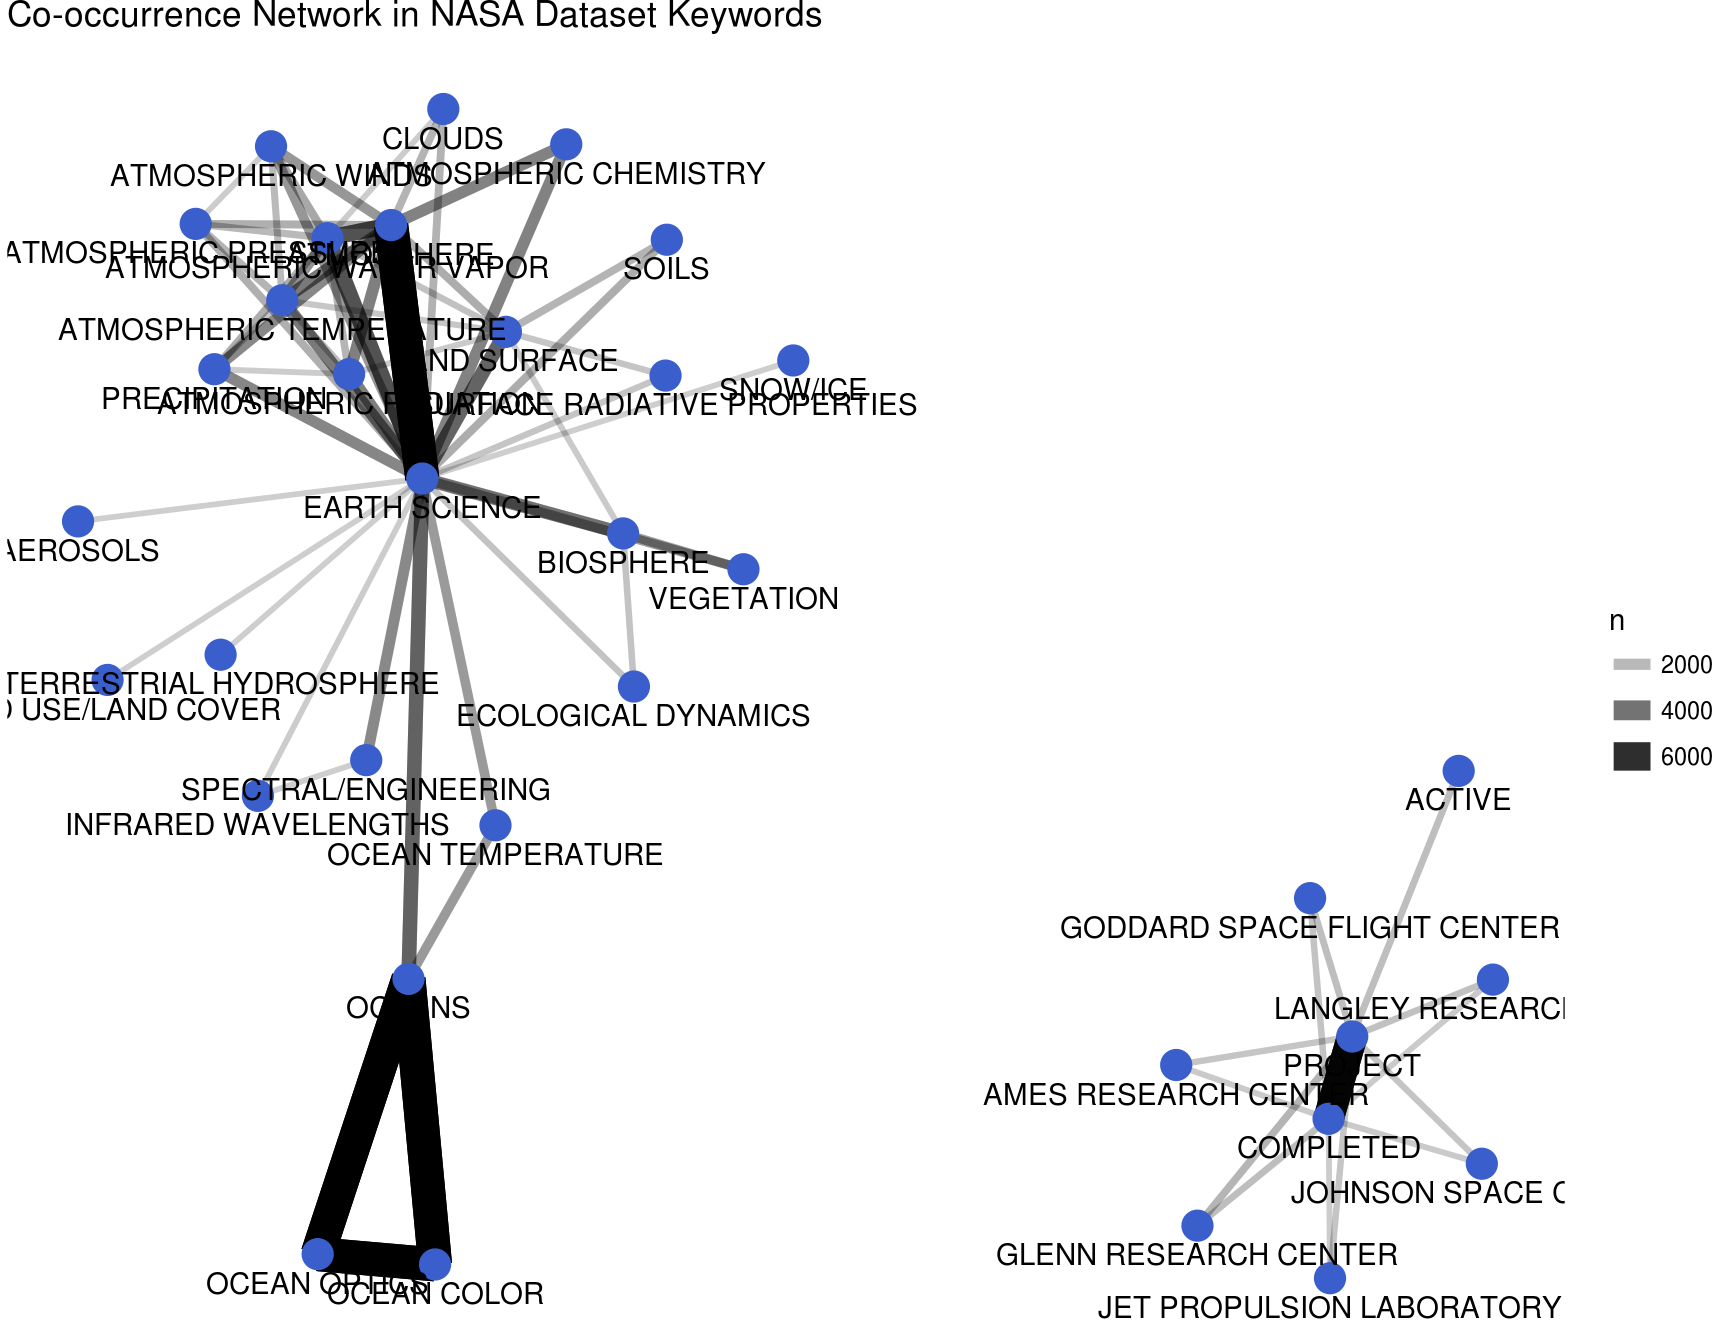 Co-occurrence Network in NASA Dataset Keywords
CLOUDS
ATMOSPHERIC WINDS
ATMOSPHERIC CHEMISTRY
ATMOSPHERIC PRESSURE
ATMOSPHERE
ATMOSPHERIC WATER VAPOR
SOILS
ATMOSPHERIC TEMPERATURE
ND SURFACE
SNOW/ICE
PRECIPITATION
ATMOSPHERIC RADIATION
SURFACE RADIATIVE PROPERTIES
EARTH SCIENCE
AEROSOLS
BIOSPHERE
VEGETATION
TERRESTRIAL HYDROSPHERE
D USE/LAND COVER
ECOLOGICAL DYNAMICS
SPECTRAL/ENGINEERING
INFRARED WAVELENGTHS
OCEAN TEMPERATURE
OCEANS
OCEAN OPTICS
OCEAN COLOR
n
2000
4000
6000
ACTIVE
GODDARD SPACE FLIGHT CENTER
LANGLEY RESEARCH
PROJECT
AMES RESEARCH CENTER
COMPLETED
JOHNSON SPACE C
GLENN RESEARCH CENTER
JET PROPULSION LABORATORY